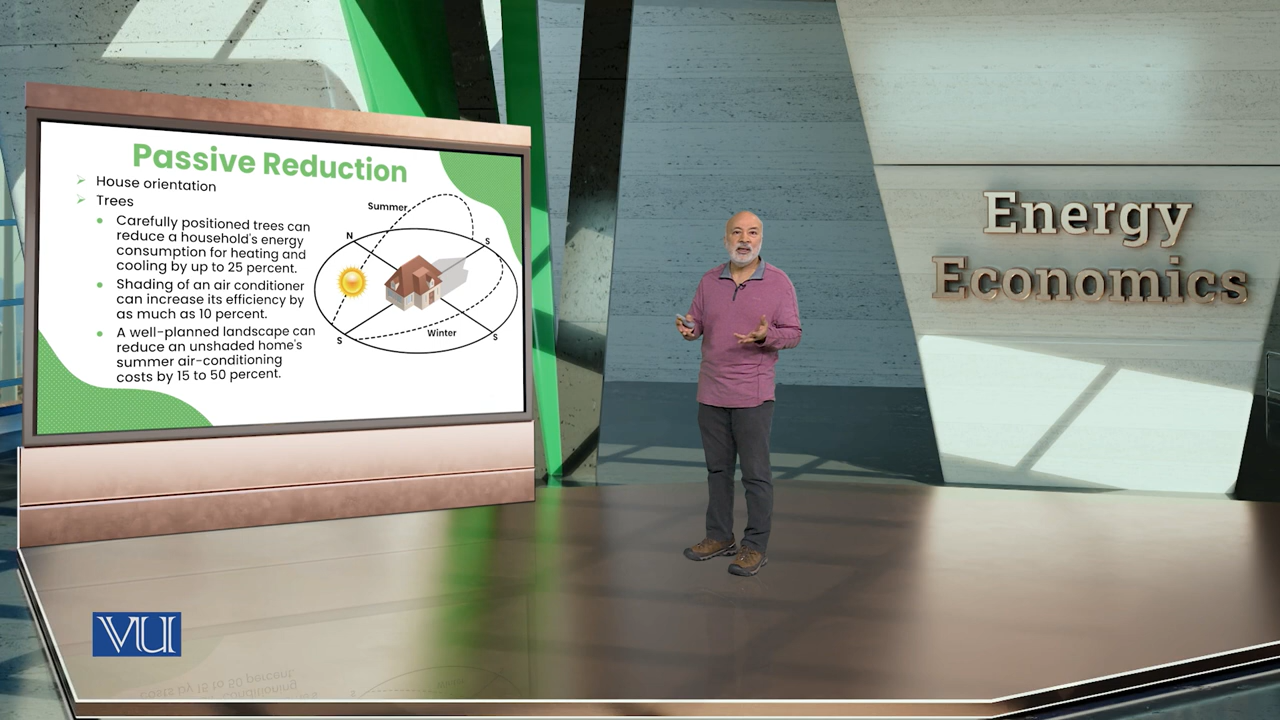 Passive Reduction
House orientation
Trees
Carefully positioned trees can
reduce a household's energy
consumption for heating and
cooling by up to 25 percent.
Shading of an air conditioner
can increase its efficiency by
as much as 10 percent.
A well-planned landscape can
reduce an unshaded home's
summer air-conditioning
costs by 15 to 50 percent.
Summer
N
S
S
Winter
S
Energy
Economics
VU